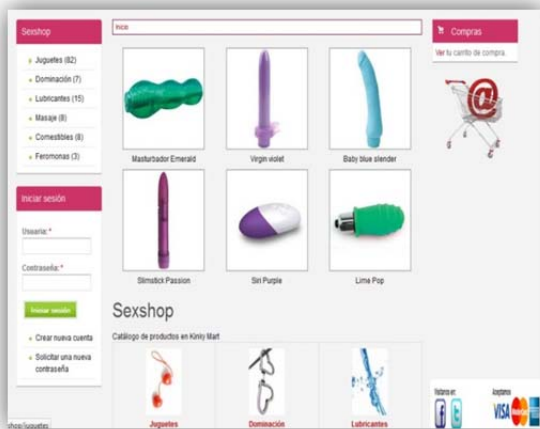 Sexshop
Juguetes (82)
Dominación (7)
Lubricantes (15)
Masaje (8)
Comestibles (8)
Feromonas (3)
Iniciar sesión
Usuaria: *
Contraseña: *
Iniciar sesión
Crear nueva cuenta
Solicitar una nueva
contraseña
Inicio
Masturbador Emerald
Virgin violet
Baby blue slender
Slimstick Passion
Siri Purple
Lime Pop
Sexshop
Catálogo de productos en Kinky Mart
Juguetes
Dominación
Lubricantes
Compras
Ver tu carrito de compra.
@
Visítanos en:
Aceptamos
f
t
VISA
MasterCard